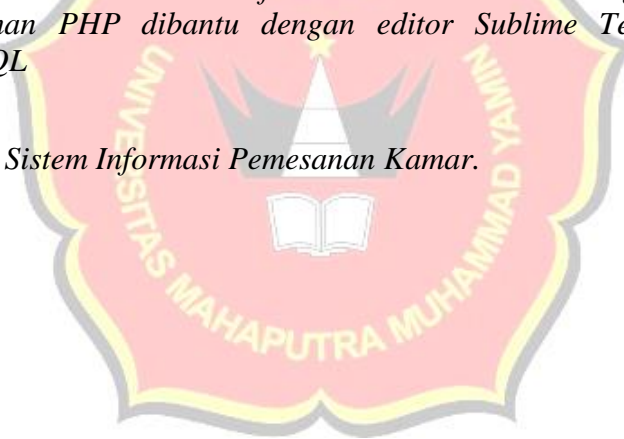 nan PHP dibantu dengan editor Sublime Te
QL
Sistem Informasi Pemesanan Kamar.
UNIVERSITAS MAHAPUTRA MUHAMMAD YAMIN